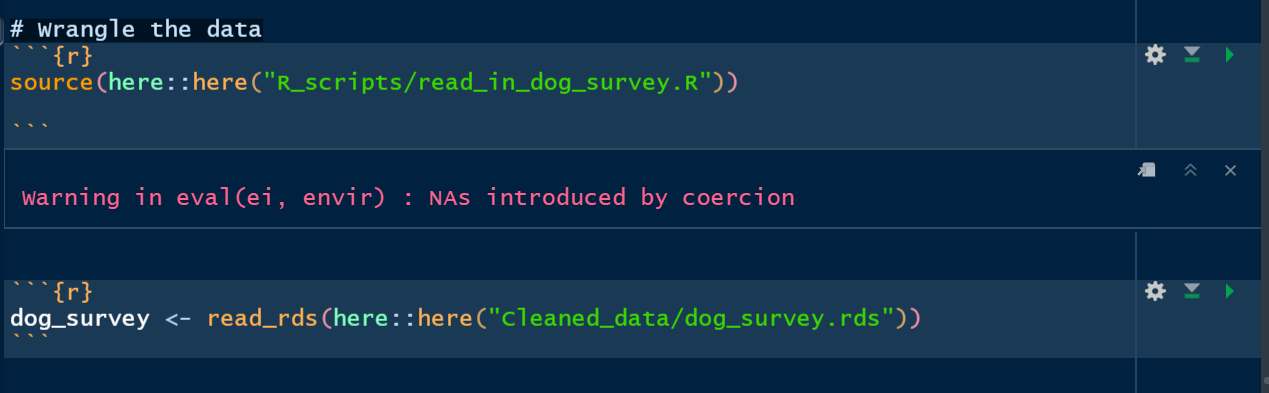 # Wrangle the data
```{r}
source(here::here("R_scripts/read_in_dog_survey.R"))
```
Warning in eval(ei, envir) : NAs introduced by coercion
```{r}
dog_survey <- read_rds(here::here("Cleaned_data/dog_survey.rds"))
```